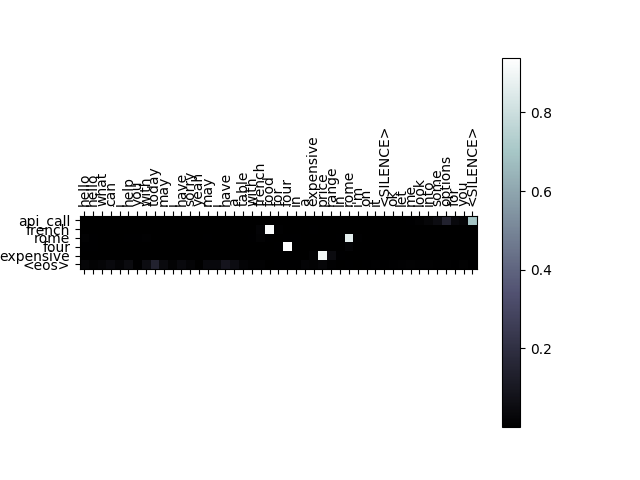 hello
hello
what
can
i
help
you
with
today
may
i
have
sorry
yeah
may
i
have
a
table
with
french
food
for
four
in
a
expensive
price
range
in
rome
i'm
on
it
<SILENCE>
ok
let
me
look
into
some
options
for
you
<SILENCE>
api_call
french
rome
four
expensive
<eos>
0.8
0.6
0.4
0.2